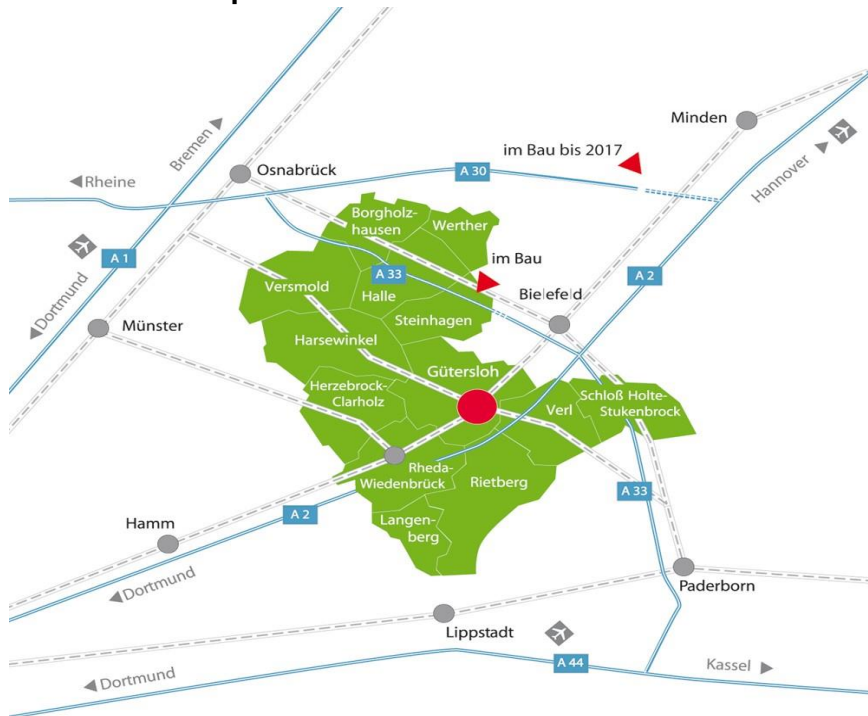 Minden
im Bau bis 2017
Bremen
Hannover
Osnabrück
A 30
Rheine
Borgholz-
hausen
Werther
A 1
im Bau
A 33
A 2
Versmold
Halle
Dortmund
Bielefeld
Steinhagen
Münster
Harsewinkel
Gütersloh
Herzebrock-
Clarholz
Schloß Holte-
Stukenbrock
Verl
Rheda-
Wiedenbrück
Rietberg
A 33
A 2
Langen-
berg
Hamm
Dortmund
Paderborn
Lippstadt
A 44
Kassel
Dortmund